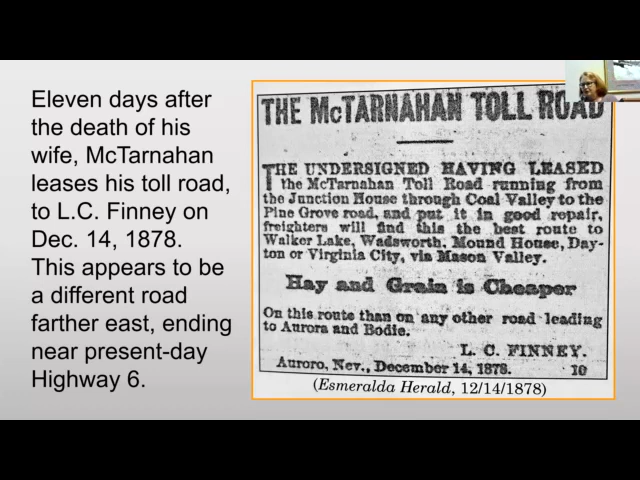 Eleven days after
the death of his
wife, McTarnahan
leases his toll road,
to L.C. Finney on
Dec. 14, 1878.
This appears to be
a different road
farther east, ending
near present-day
Highway 6.
THE McTARNAHAN TOLL ROAD
THE UNDERSIGNED HAVING LEASED
the McTarnahan Toll Road running from
the Junction House through Coal Valley to the
Pine Grove road, and put it in good repair,
freighters will find this the best route to
Walker Lake, Wadsworth, Mound House, Day-
ton or Virginia City, via Mason Valley.
Hay and Grain is Cheaper
On this route than on any other road leading
to Aurora and Bodie.
L. C. FINNEY.
Auroro, Nev., December 14, 1878. 10
(Esmeralda Herald, 12/14/1878)